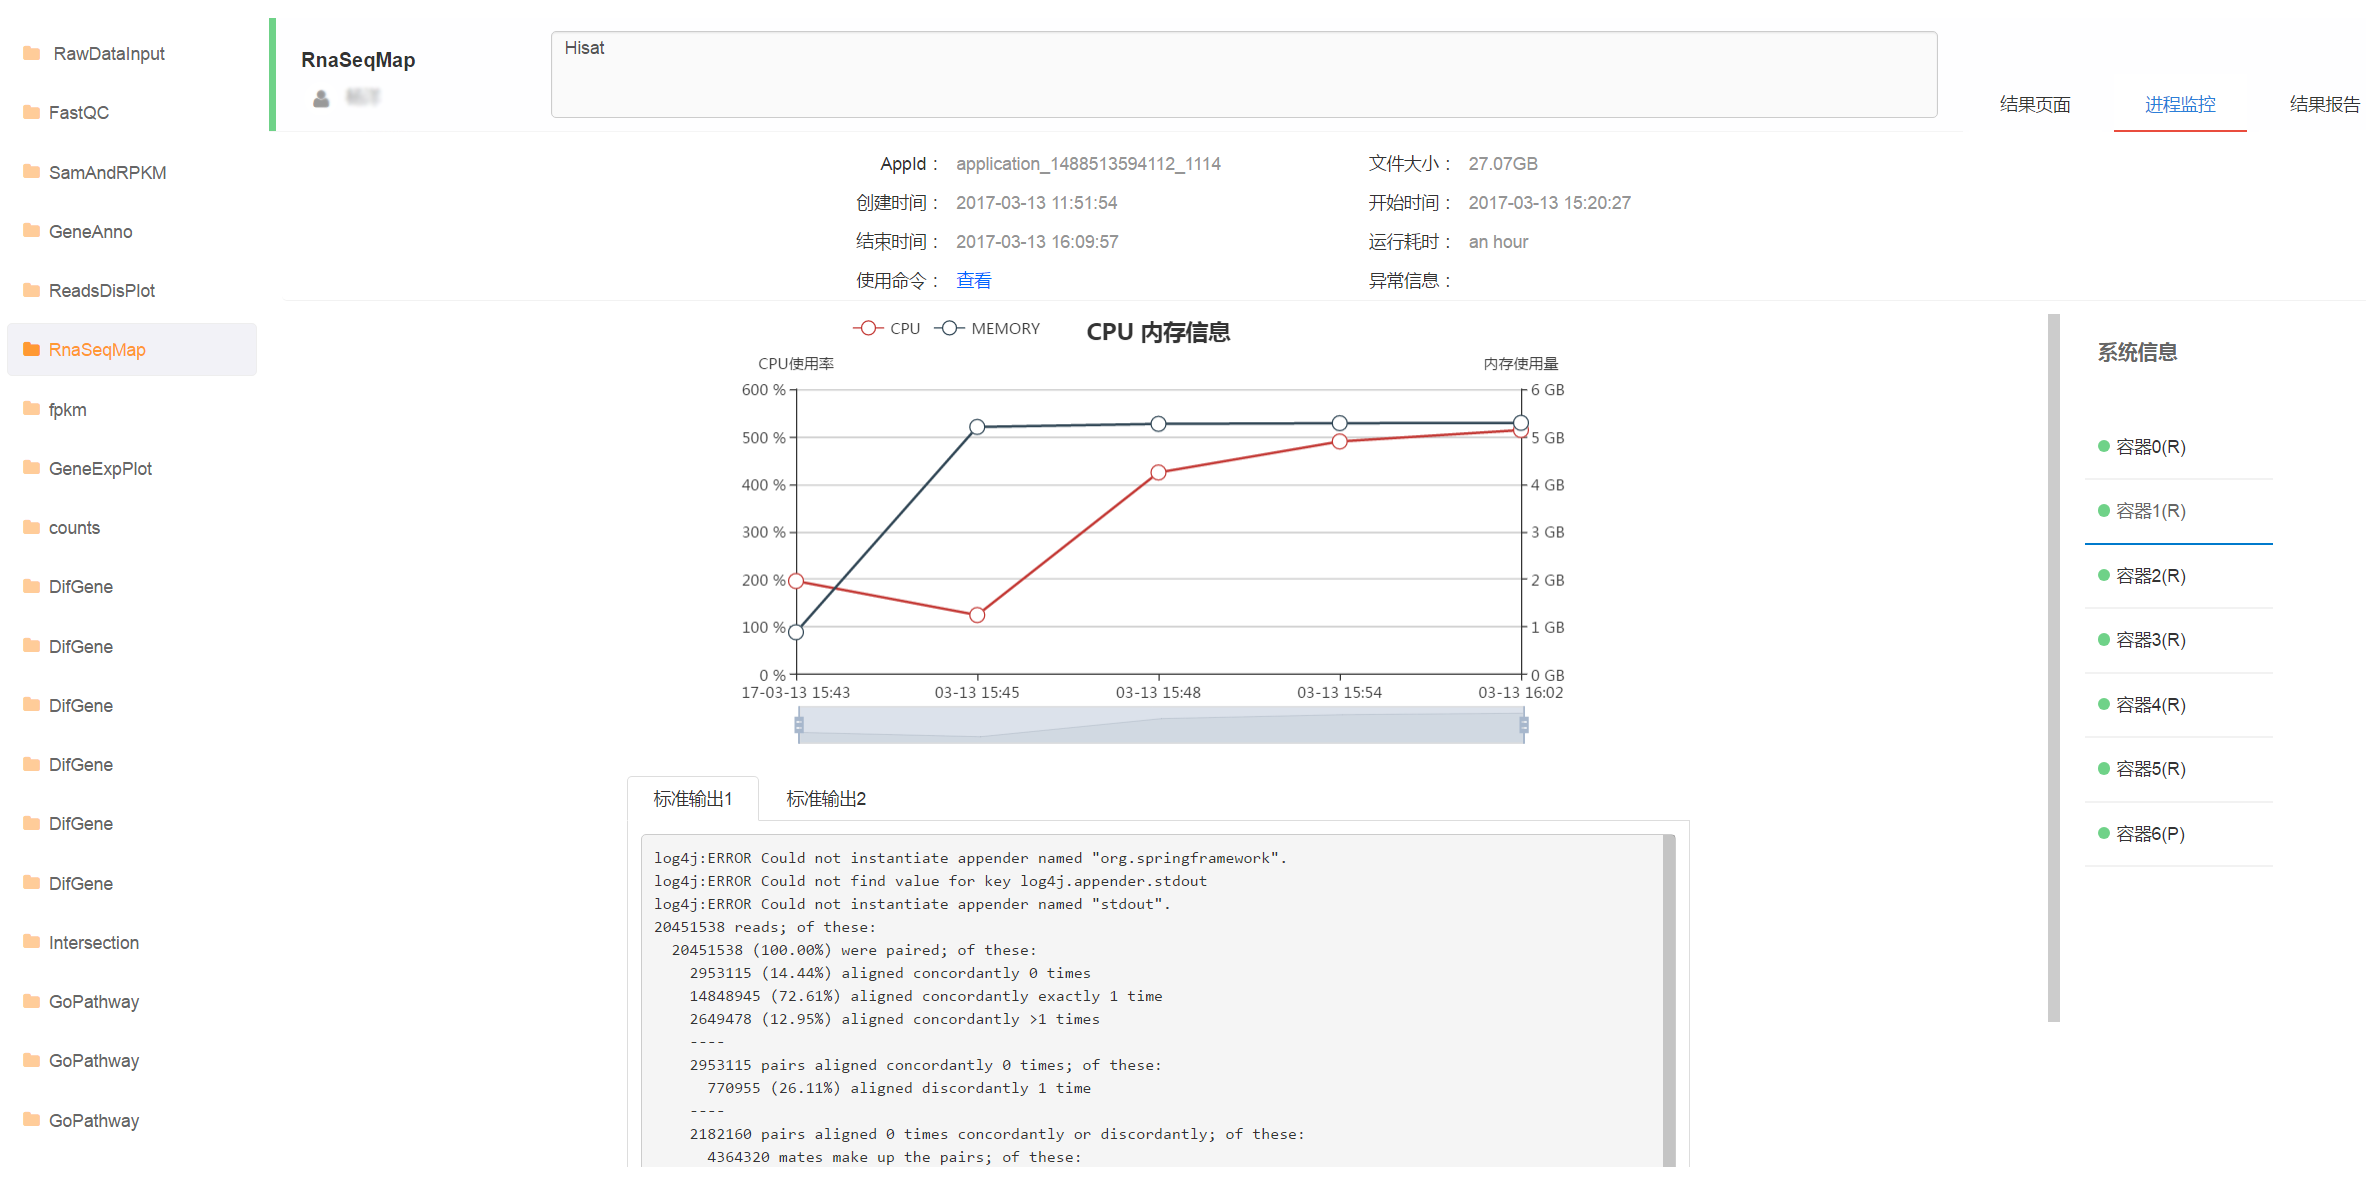 RawDataInput
FastQC
SamAndRPKM
GeneAnno
ReadsDisPlot
RnaSeqMap
fpkm
GeneExpPlot
counts
DifGene
DifGene
DifGene
DifGene
DifGene
DifGene
Intersection
GoPathway
GoPathway
GoPathway
RnaSeqMap
Hisat
结果页面
进程监控
结果报告
AppId： application_1488513594112_1114
文件大小： 27.07GB
创建时间： 2017-03-13 11:51:54
开始时间： 2017-03-13 15:20:27
结束时间： 2017-03-13 16:09:57
运行耗时： an hour
使用命令： 查看
异常信息：
CPU MEMORY
CPU 内存信息
CPU使用率
内存使用量
600 %
500 %
400 %
300 %
200 %
100 %
0 %
6 GB
5 GB
4 GB
3 GB
2 GB
1 GB
0 GB
17-03-13 15:43
03-13 15:45
03-13 15:48
03-13 15:54
03-13 16:02
标准输出1
标准输出2
log4j:ERROR Could not instantiate appender named "org.springframework".
log4j:ERROR Could not find value for key log4j.appender.stdout
log4j:ERROR Could not instantiate appender named "stdout".
20451538 reads; of these:
20451538 (100.00%) were paired; of these:
2953115 (14.44%) aligned concordantly 0 times
14848945 (72.61%) aligned concordantly exactly 1 time
2649478 (12.95%) aligned concordantly >1 times
----
2953115 pairs aligned concordantly 0 times; of these:
770955 (26.11%) aligned discordantly 1 time
----
2182160 pairs aligned 0 times concordantly or discordantly; of these:
4364320 mates make up the pairs; of these:
系统信息
容器0(R)
容器1(R)
容器2(R)
容器3(R)
容器4(R)
容器5(R)
容器6(P)